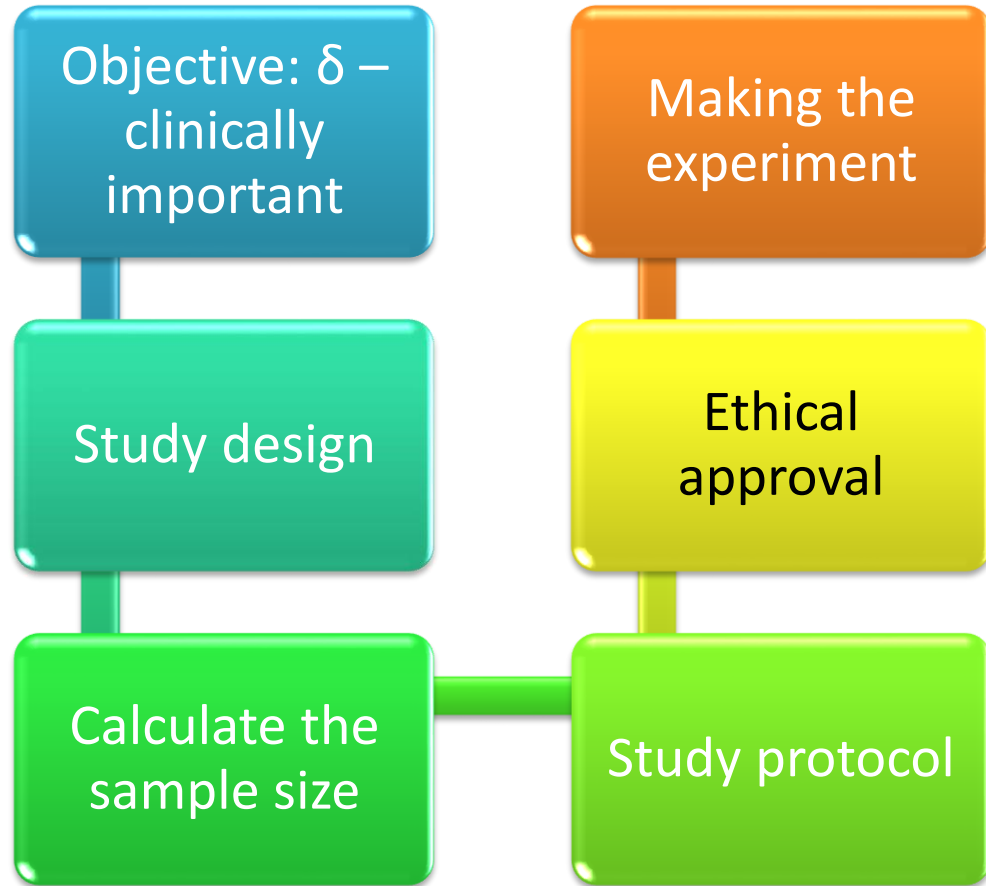 Objective: δ –
clinically
important
Study design
Calculate the
sample size
Study protocol
Ethical
approval
Making the
experiment